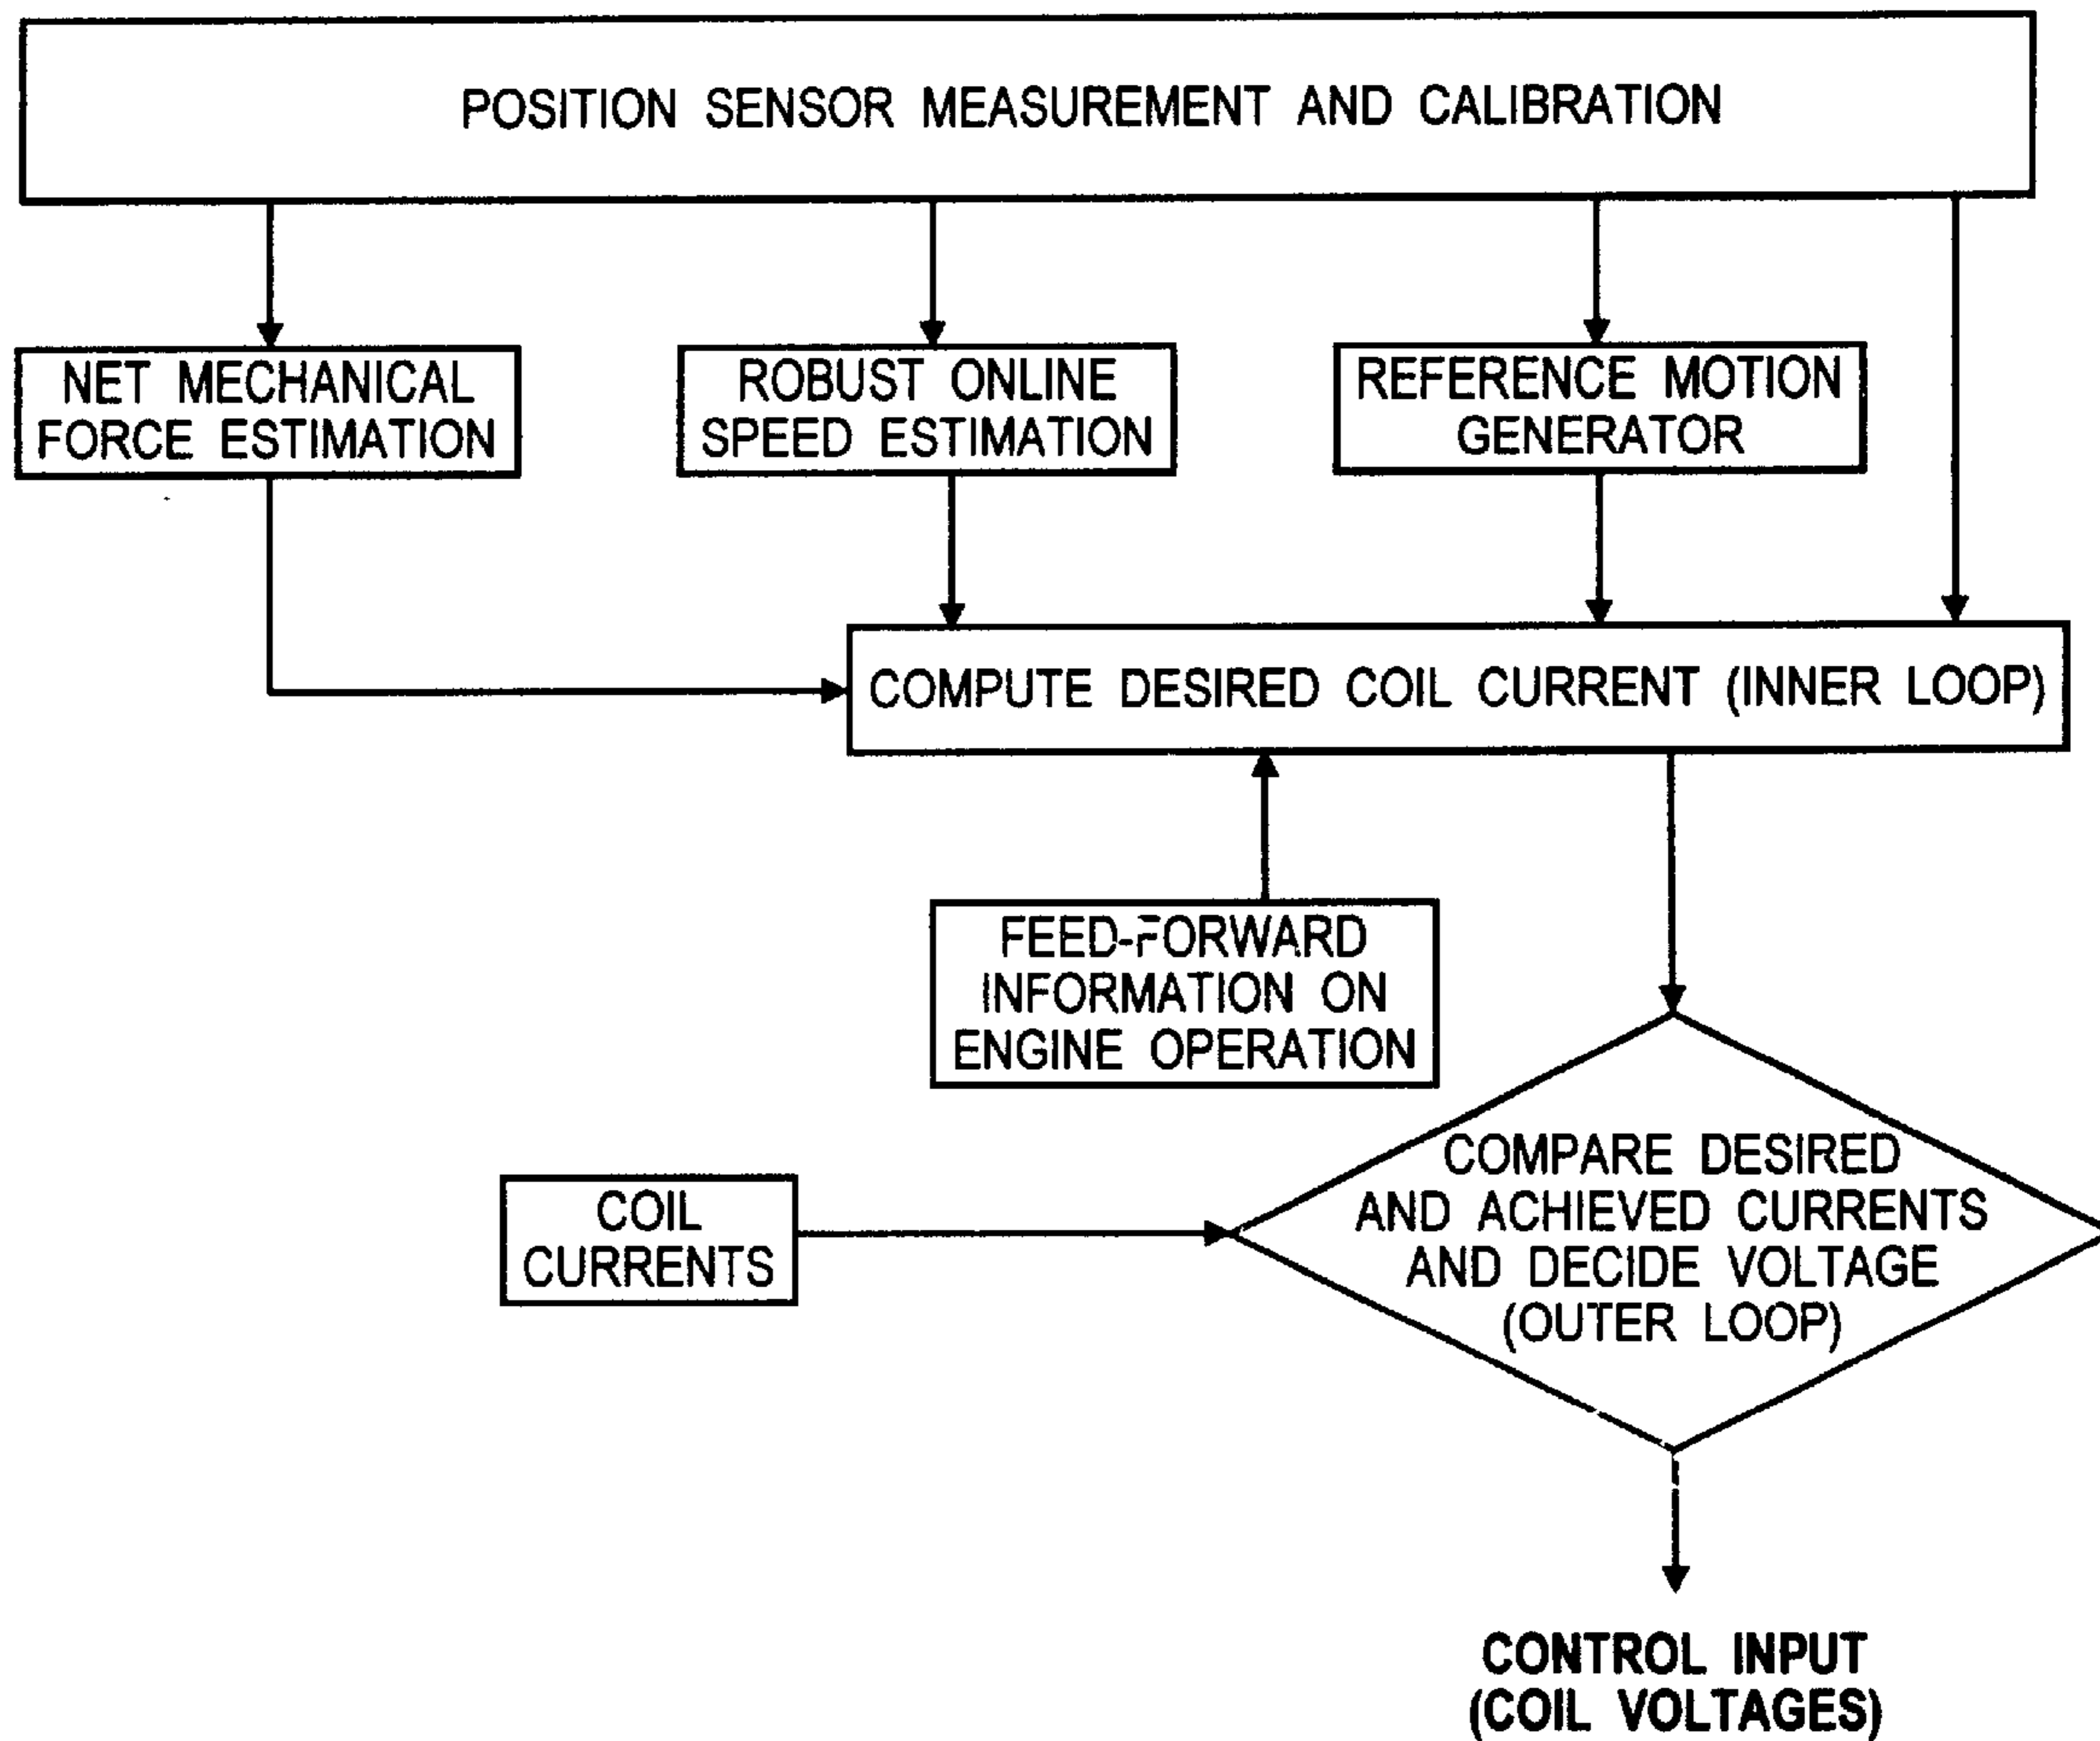 POSITION SENSOR MEASUREMENT AND CALIBRATION
NET MECHANICAL
FORCE ESTIMATION
ROBUST ONLINE
SPEED ESTIMATION
REFERENCE MOTION
GENERATOR
COMPUTE DESIRED COIL CURRENT (INNER LOOP)
FEED-FORWARD
INFORMATION ON
ENGINE OPERATION
COIL
CURRENTS
COMPARE DESIRED
AND ACHIEVED CURRENTS
AND DECIDE VOLTAGE
(OUTER LOOP)
CONTROL INPUT
(COIL VOLTAGES)